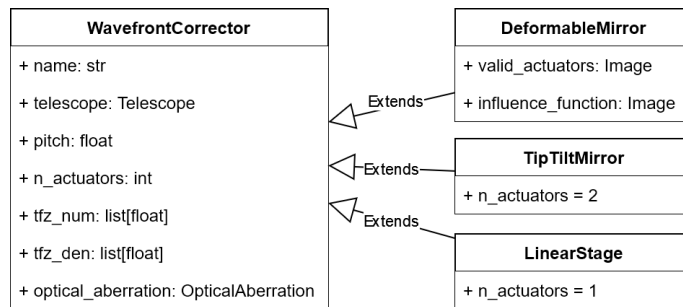 WavefrontCorrector
+ name: str
+ telescope: Telescope
+ pitch: float
+ n_actuators: int
+ tfz_num: list[float]
+ tfz_den: list[float]
+ optical_aberration: OpticalAberration
Extends
Extends
Extends
DeformableMirror
+ valid_actuators: Image
+ influence_function: Image
TipTiltMirror
+ n_actuators = 2
LinearStage
+ n_actuators = 1